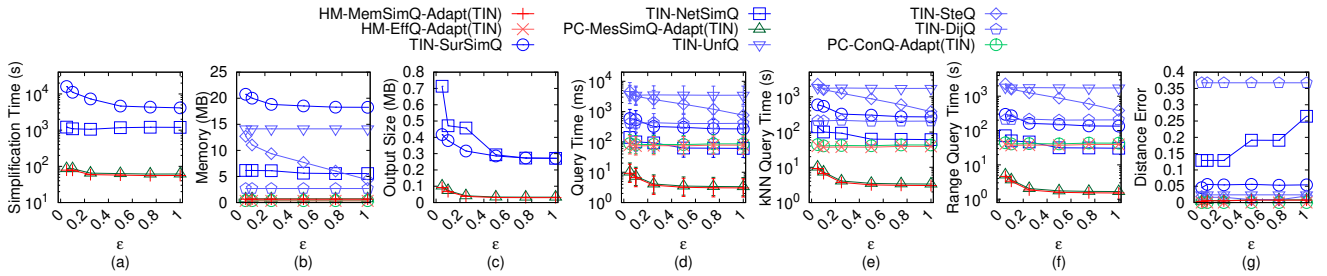 HM-MemSimQ-Adapt(TIN)
HM-EffQ-Adapt(TIN)
TIN-SurSimQ
TIN-NetSimQ
PC-MesSimQ-Adapt(TIN)
TIN-UnfQ
TIN-SteQ
TIN-DijQ
PC-ConQ-Adapt(TIN)
Simplification Time (s)
10^4
10^3
10^2
10^1
0
0.2
0.4
0.6
0.8
1
ε
(a)
Memory (MB)
25
20
15
10
5
0
0
0.2
0.4
0.6
0.8
1
ε
(b)
Output Size (MB)
0.8
0.7
0.6
0.5
0.4
0.3
0.2
0.1
0
0
0.2
0.4
0.6
0.8
1
ε
(c)
Query Time (ms)
10^4
10^3
10^2
10^1
10^0
0
0.2
0.4
0.6
0.8
1
ε
(d)
kNN Query Time (s)
10^3
10^2
10^1
10^0
0
0.2
0.4
0.6
0.8
1
ε
(e)
Range Query Time (s)
10^3
10^2
10^1
10^0
0
0.2
0.4
0.6
0.8
1
ε
(f)
Distance Error
0.4
0.35
0.3
0.25
0.2
0.15
0.1
0.05
0
0
0.2
0.4
0.6
0.8
1
ε
(g)